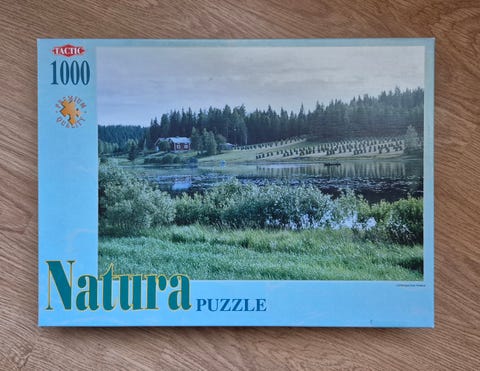 TACTIC
1000
PREMIUM QUALITY
Natura PUZZLE